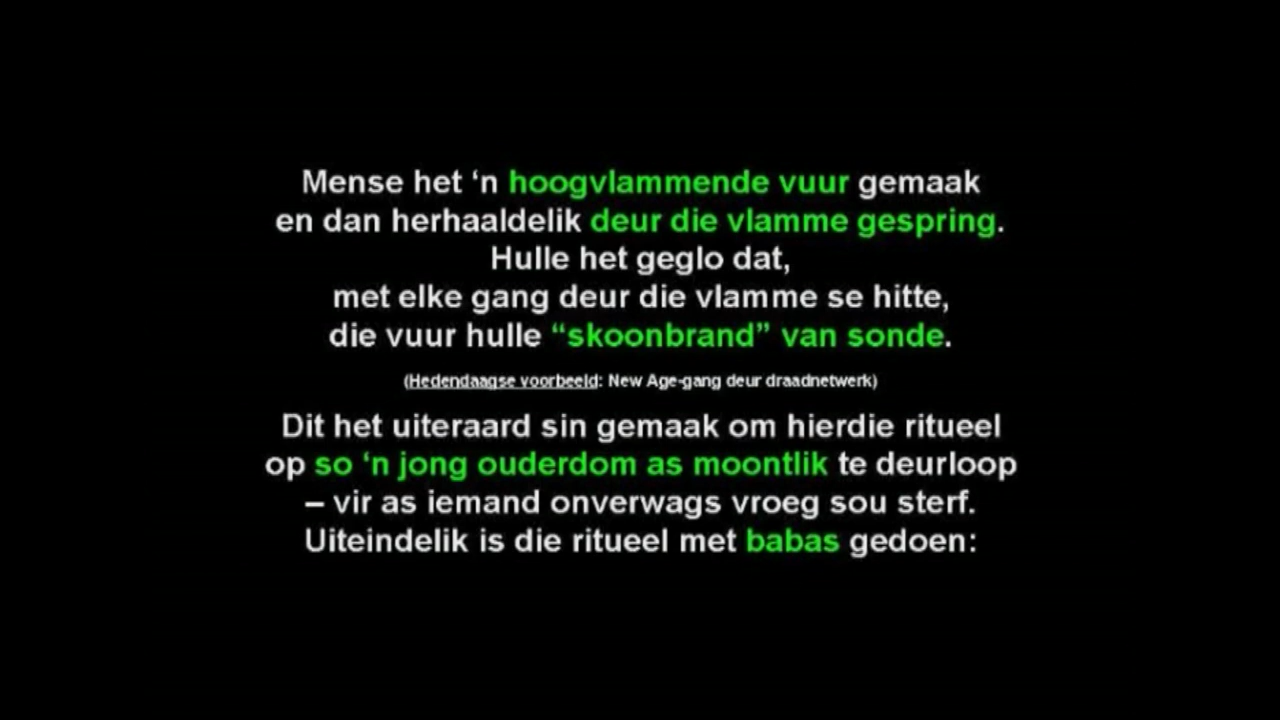 Mense het ‘n hoogvlammende vuur gemaak
en dan herhaaldelik deur die vlamme gespring.
Hulle het geglo dat,
met elke gang deur die vlamme se hitte,
die vuur hulle “skoonbrand” van sonde.
(Hedendaagse voorbeeld: New Age-gang deur draadnetwerk)
Dit het uiteraard sin gemaak om hierdie ritueel
op so ‘n jong ouderdom as moontlik te deurloop
– vir as iemand onverwags vroeg sou sterf.
Uiteindelik is die ritueel met babas gedoen: